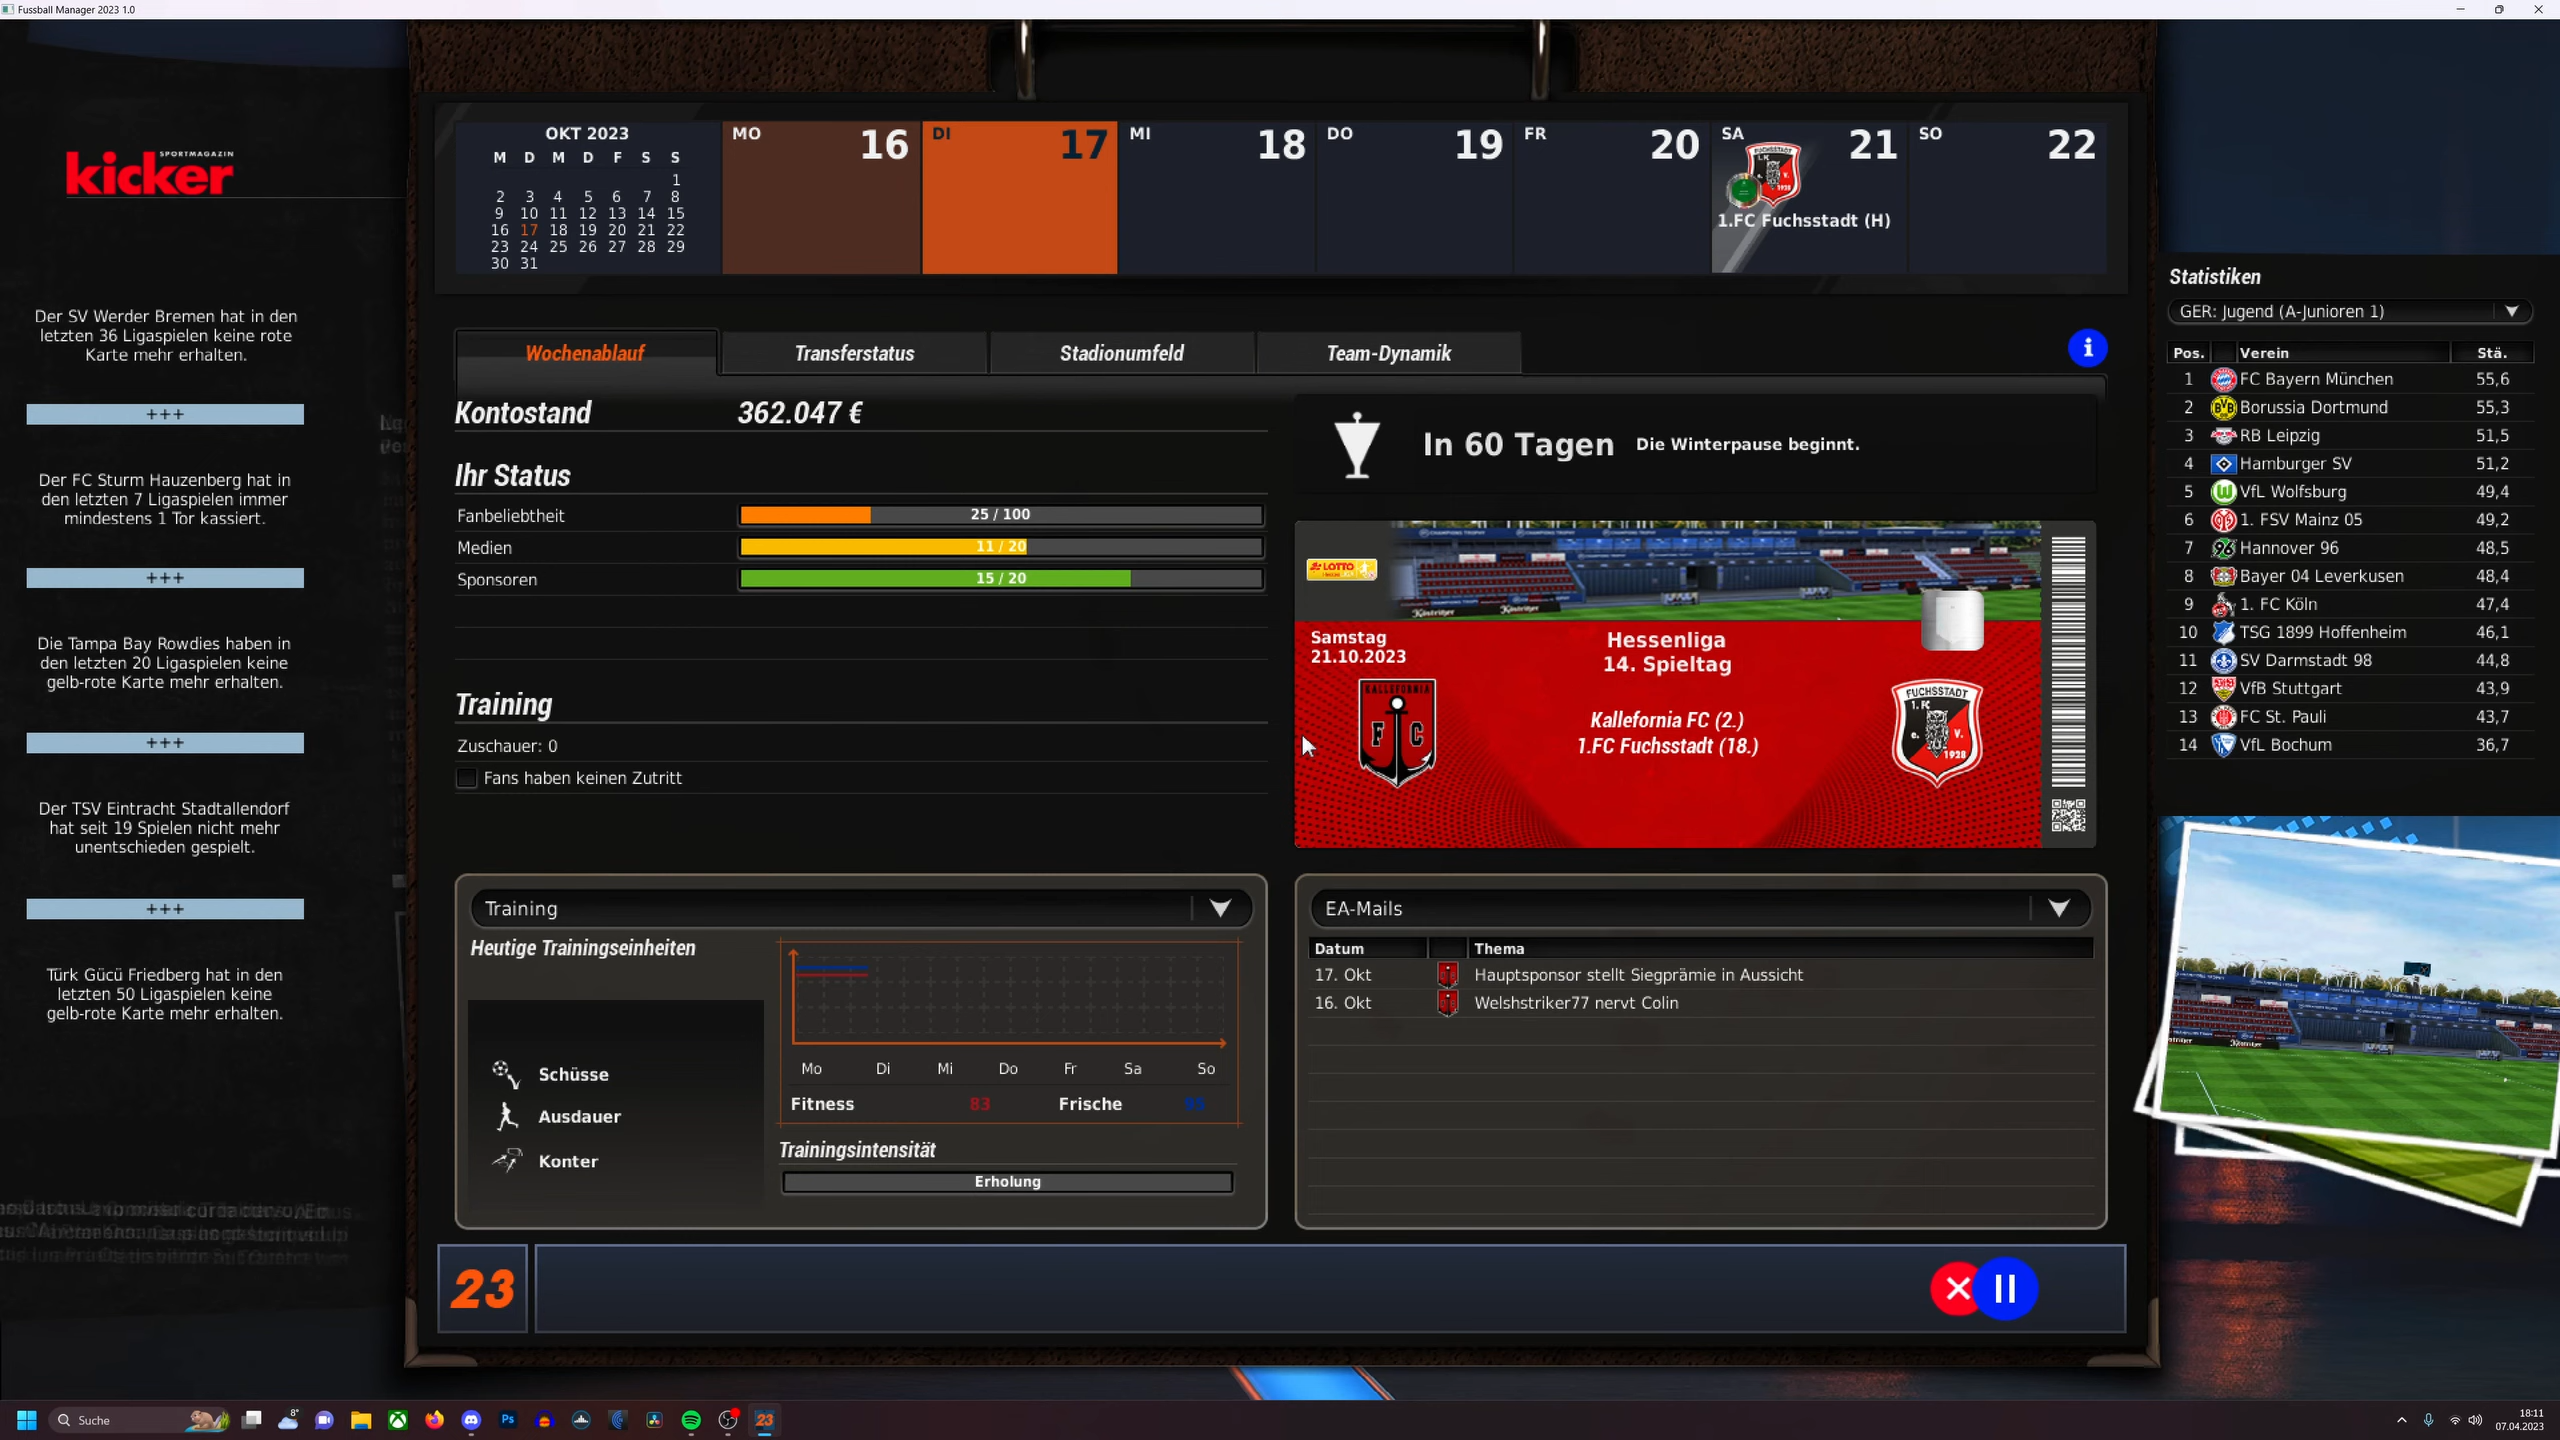 Fussball Manager 2023 1.0
kicker
SPORTMAGAZIN
Der SV Werder Bremen hat in den
letzten 36 Ligaspielen keine rote
Karte mehr erhalten.
+++
Der FC Sturm Hauzenberg hat in
den letzten 7 Ligaspielen immer
mindestens 1 Tor kassiert.
+++
Die Tampa Bay Rowdies haben in
den letzten 20 Ligaspielen keine
gelb-rote Karte mehr erhalten.
+++
Der TSV Eintracht Stadtallendorf
hat seit 19 Spielen nicht mehr
unentschieden gespielt.
+++
Türk Gücü Friedberg hat in den
letzten 50 Ligaspielen keine
gelb-rote Karte mehr erhalten.
OKT 2023
M D M D F S S
1
2 3 4 5 6 7 8
9 10 11 12 13 14 15
16 17 18 19 20 21 22
23 24 25 26 27 28 29
30 31
MO 16
DI 17
MI 18
DO 19
FR 20
SA 21
1.FC Fuchsstadt (H)
SO 22
Wochenablauf
Transferstatus
Stadionumfeld
Team-Dynamik
i
Kontostand 362.047 €
Ihr Status
Fanbeliebtheit 25 / 100
Medien 11 / 20
Sponsoren 15 / 20
Training
Zuschauer: 0
Fans haben keinen Zutritt
In 60 Tagen Die Winterpause beginnt.
LOTTO
Samstag
21.10.2023
Hessenliga
14. Spieltag
Kallefornia FC (2.)
1.FC Fuchsstadt (18.)
KALLEFORNIA
F C
FUCHSSTADT
1. FC
e. V.
1928
Training
Heutige Trainingseinheiten
Schüsse
Ausdauer
Konter
Mo Di Mi Do Fr Sa So
Fitness 83 Frische
Trainingsintensität
Erholung
EA-Mails
Datum Thema
17. Okt Hauptsponsor stellt Siegprämie in Aussicht
16. Okt Welshstriker77 nervt Colin
23
Statistiken
GER: Jugend (A-Junioren 1)
Pos. Verein Stä.
1 FC Bayern München 55,6
2 Borussia Dortmund 55,3
3 RB Leipzig 51,5
4 Hamburger SV 51,2
5 VfL Wolfsburg 49,4
6 1. FSV Mainz 05 49,2
7 Hannover 96 48,5
8 Bayer 04 Leverkusen 48,4
9 1. FC Köln 47,4
10 TSG 1899 Hoffenheim 46,1
11 SV Darmstadt 98 44,8
12 VfB Stuttgart 43,9
13 FC St. Pauli 43,7
14 VfL Bochum 36,7
Suche
8°
Ps
23
18:11
07.04.2023